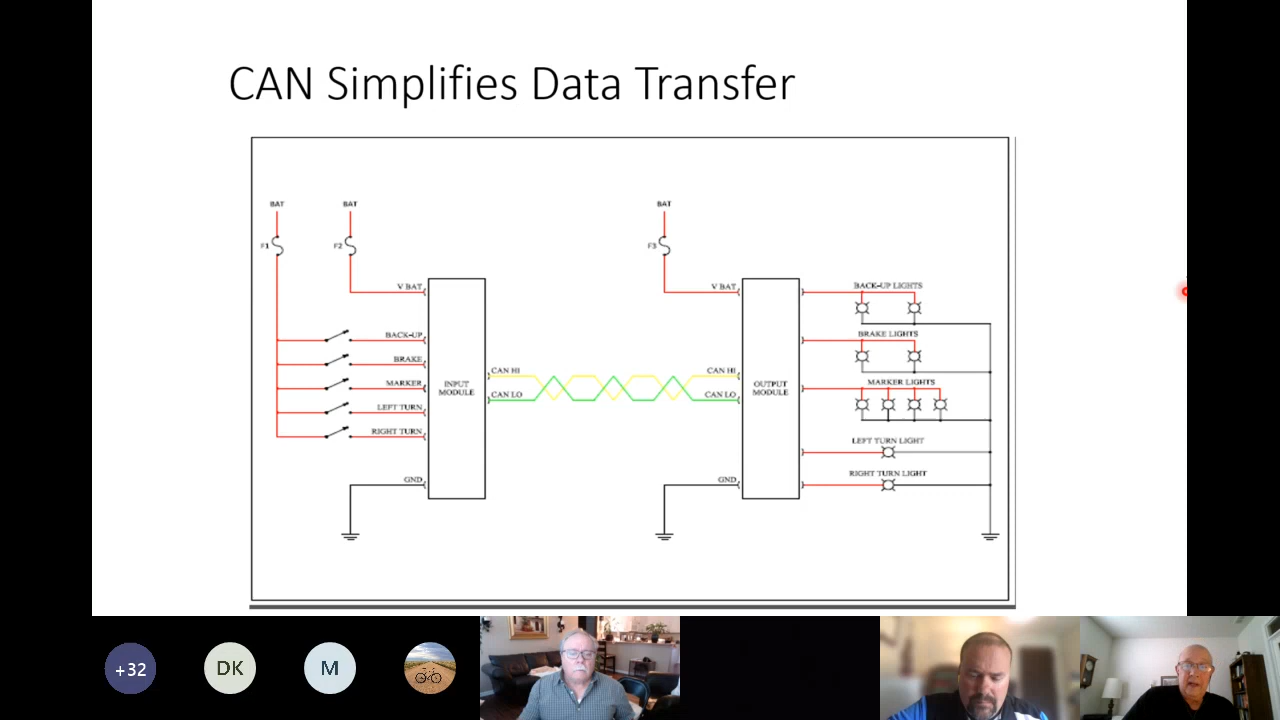 CAN Simplifies Data Transfer
BAT
BAT
BAT
F1
F2
F3
V BAT
BACK-UP
BRAKE
MARKER
LEFT TURN
RIGHT TURN
GND
INPUT
MODULE
CAN HI
CAN LO
V BAT
CAN HI
CAN LO
GND
OUTPUT
MODULE
BACK-UP LIGHTS
BRAKE LIGHTS
MARKER LIGHTS
LEFT TURN LIGHT
RIGHT TURN LIGHT
+32
DK
M